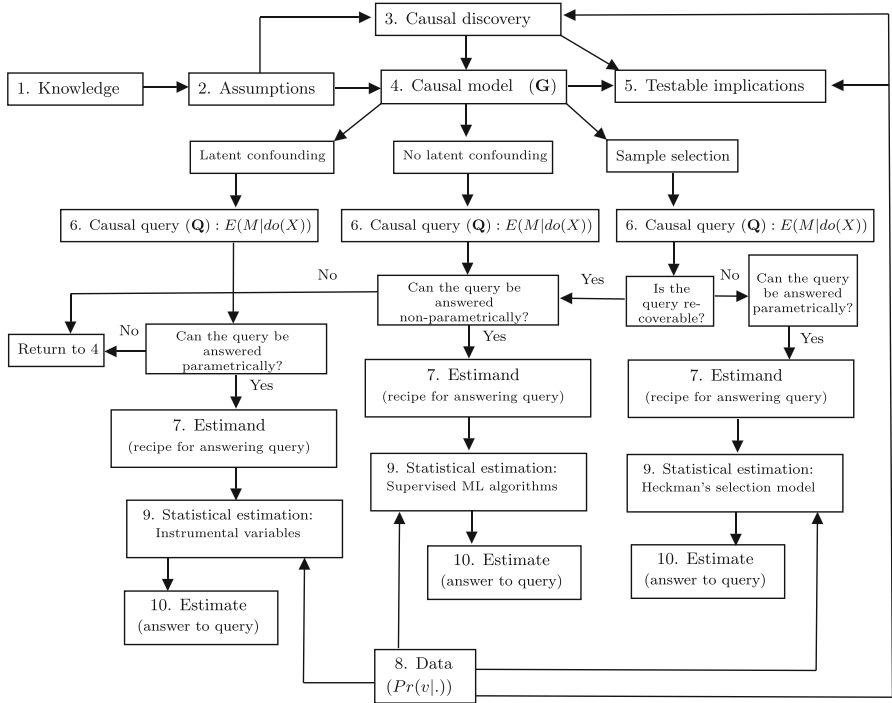 3. Causal discovery
1. Knowledge
2. Assumptions
4. Causal model (G)
5. Testable implications
Latent confounding
No latent confounding
Sample selection
6. Causal query (Q) : E(M|do(X))
6. Causal query (Q) : E(M|do(X))
6. Causal query (Q) : E(M|do(X))
No
Can the query be
answered
non-parametrically?
Yes
Is the
query re-
coverable?
No
Can the query
be answered
parametrically?
Return to 4
No
Can the query be
answered
parametrically?
Yes
Yes
Yes
7. Estimand
(recipe for answering query)
7. Estimand
(recipe for answering query)
7. Estimand
(recipe for answering query)
9. Statistical estimation:
Instrumental variables
9. Statistical estimation:
Supervised ML algorithms
9. Statistical estimation:
Heckman's selection model
10. Estimate
(answer to query)
10. Estimate
(answer to query)
10. Estimate
(answer to query)
8. Data
(Pr(v|.))